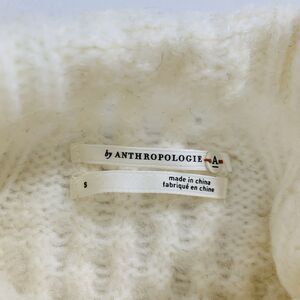 by ANTHROPOLOGIE -A-
S
made in china
fabriqué en chine